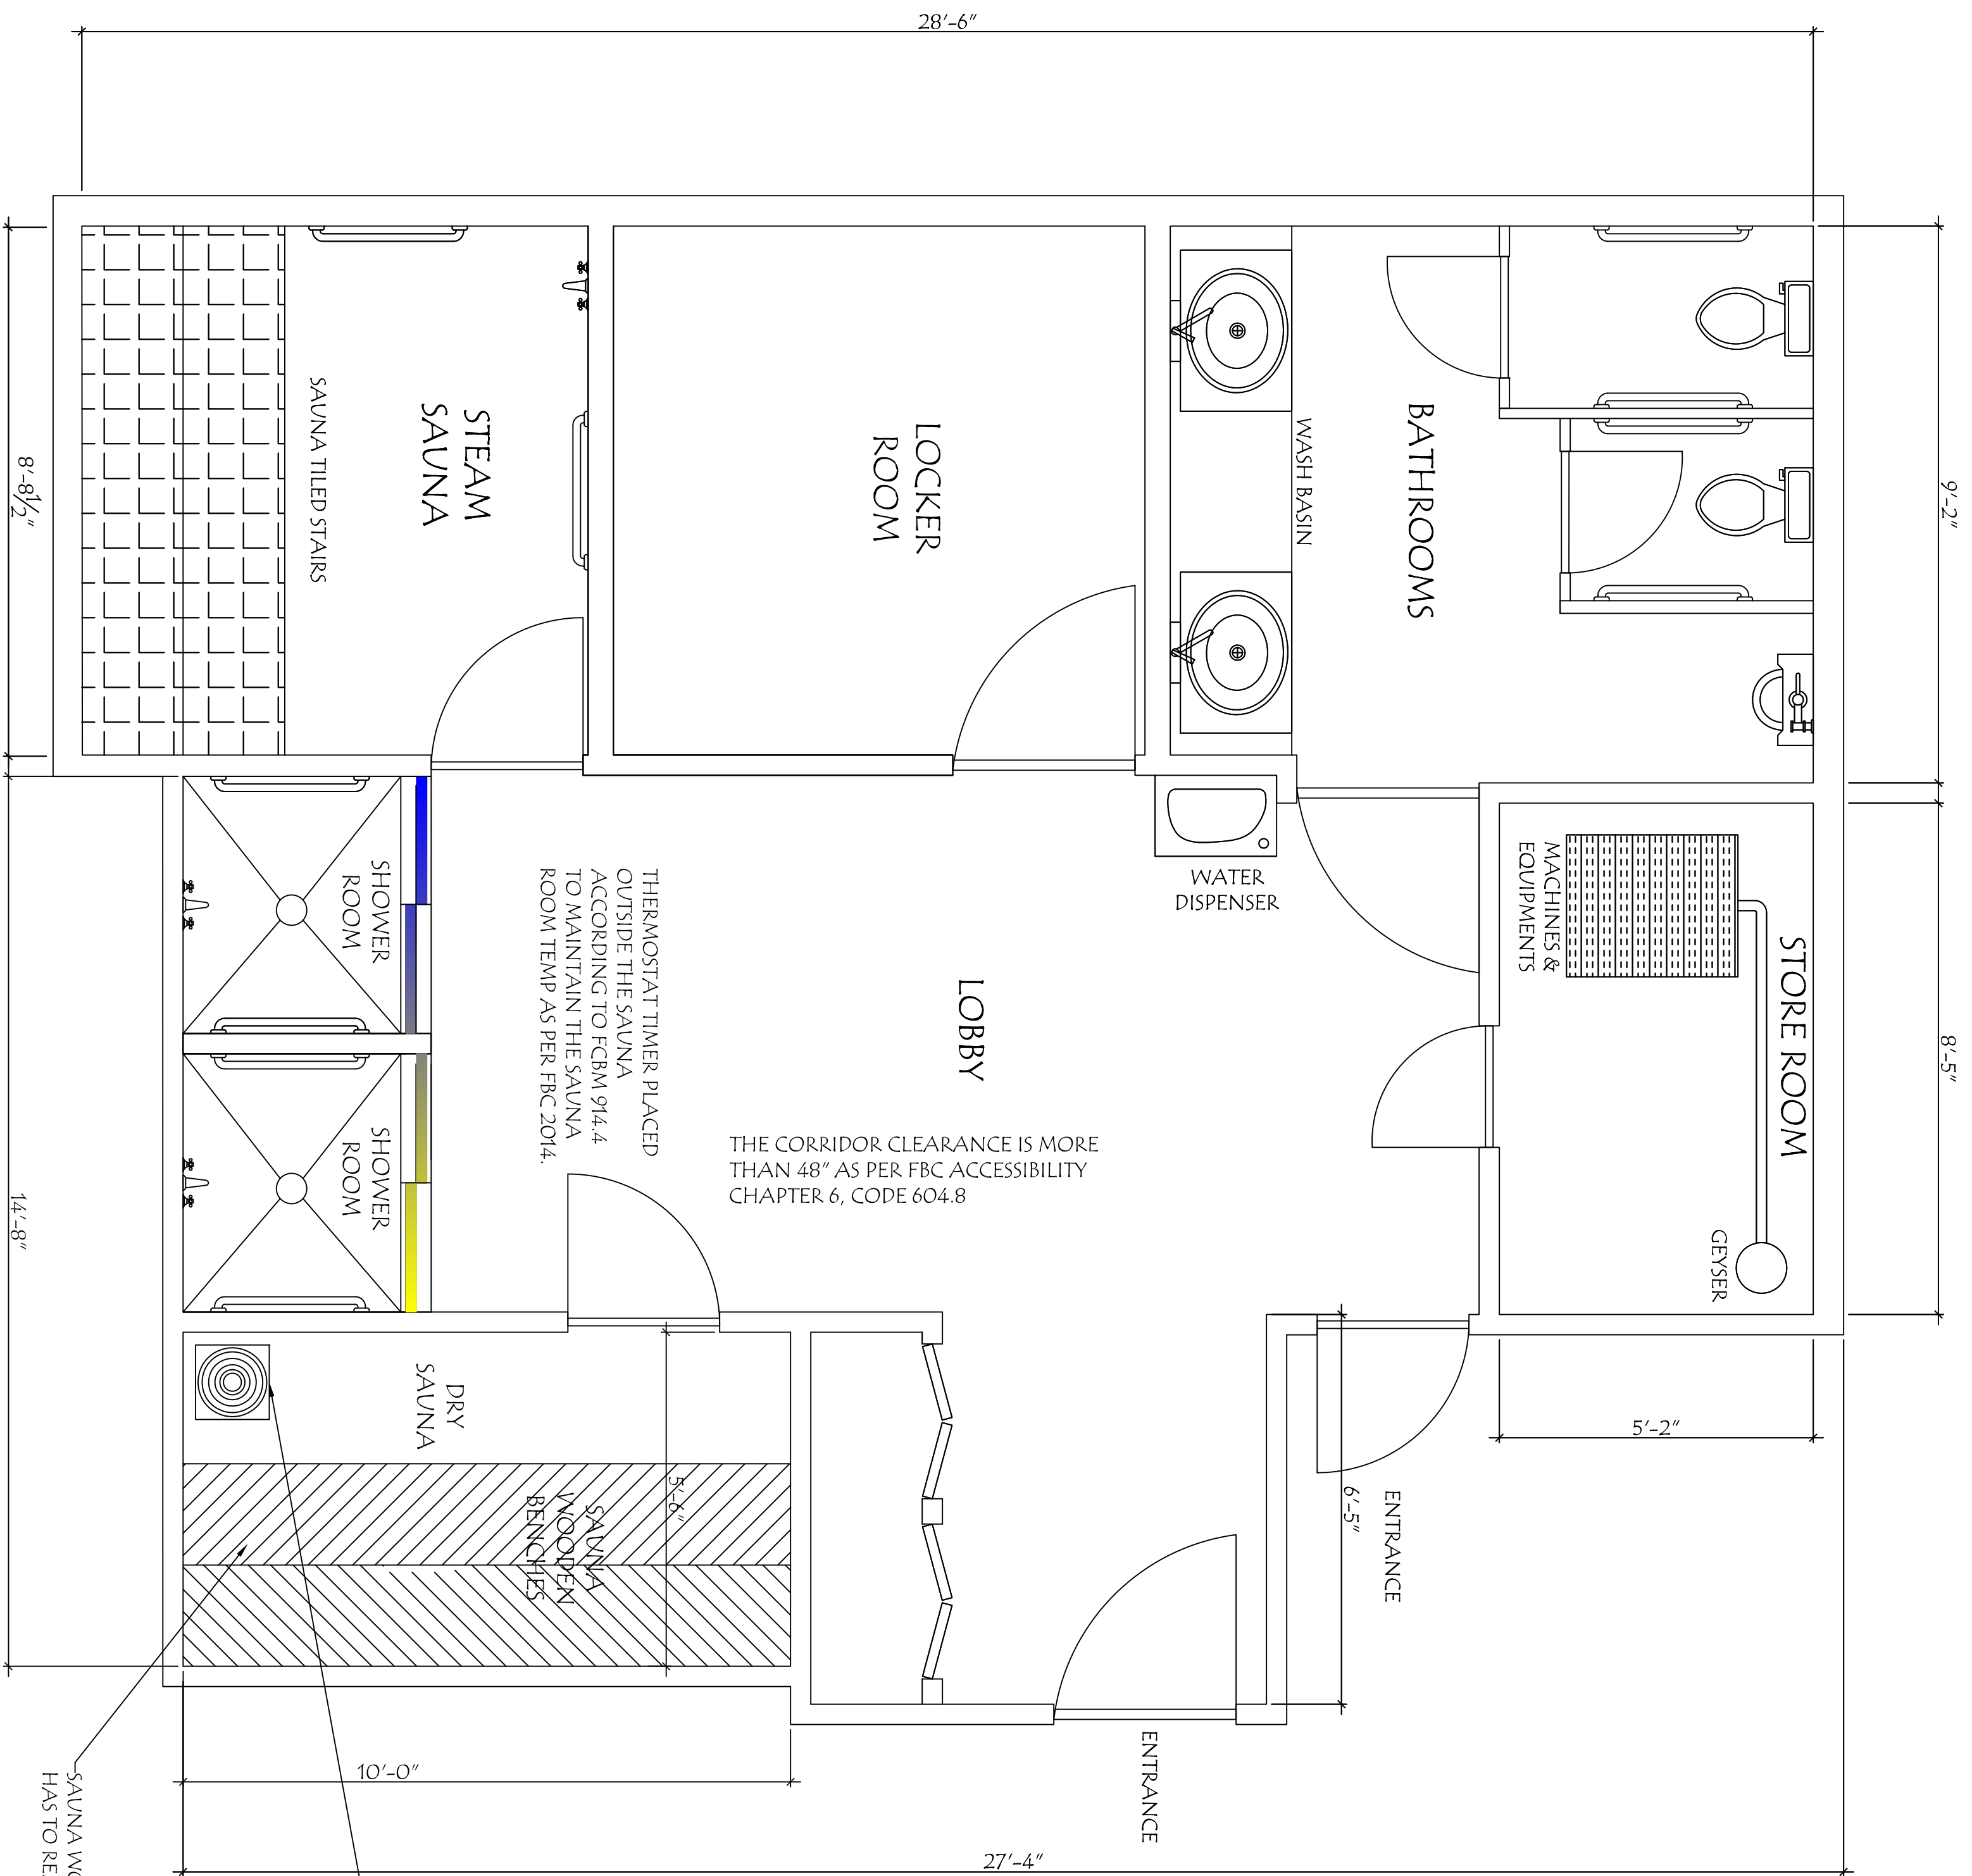 28'-6"
9'-2"
8'-5"
8'-8½"
14'-8"
5'-2"
6'-5"
5'-6"
10'-0"
27'-4"
SAUNA TILED STAIRS
STEAM
SAUNA
LOCKER
ROOM
WASH BASIN
BATHROOMS
SHOWER
ROOM
SHOWER
ROOM
THERMOSTAT TIMER PLACED
OUTSIDE THE SAUNA
ACCORDING TO FCBM 914.4
TO MAINTAIN THE SAUNA
ROOM TEMP AS PER FBC 2014.
LOBBY
WATER
DISPENSER
MACHINES &
EQUIPMENTS
STORE ROOM
GEYSER
THE CORRIDOR CLEARANCE IS MORE
THAN 48" AS PER FBC ACCESSIBILITY
CHAPTER 6, CODE 604.8
DRY
SAUNA
SAUNA
WOODEN
BENCHES
ENTRANCE
ENTRANCE
SAUNA
HAS TO